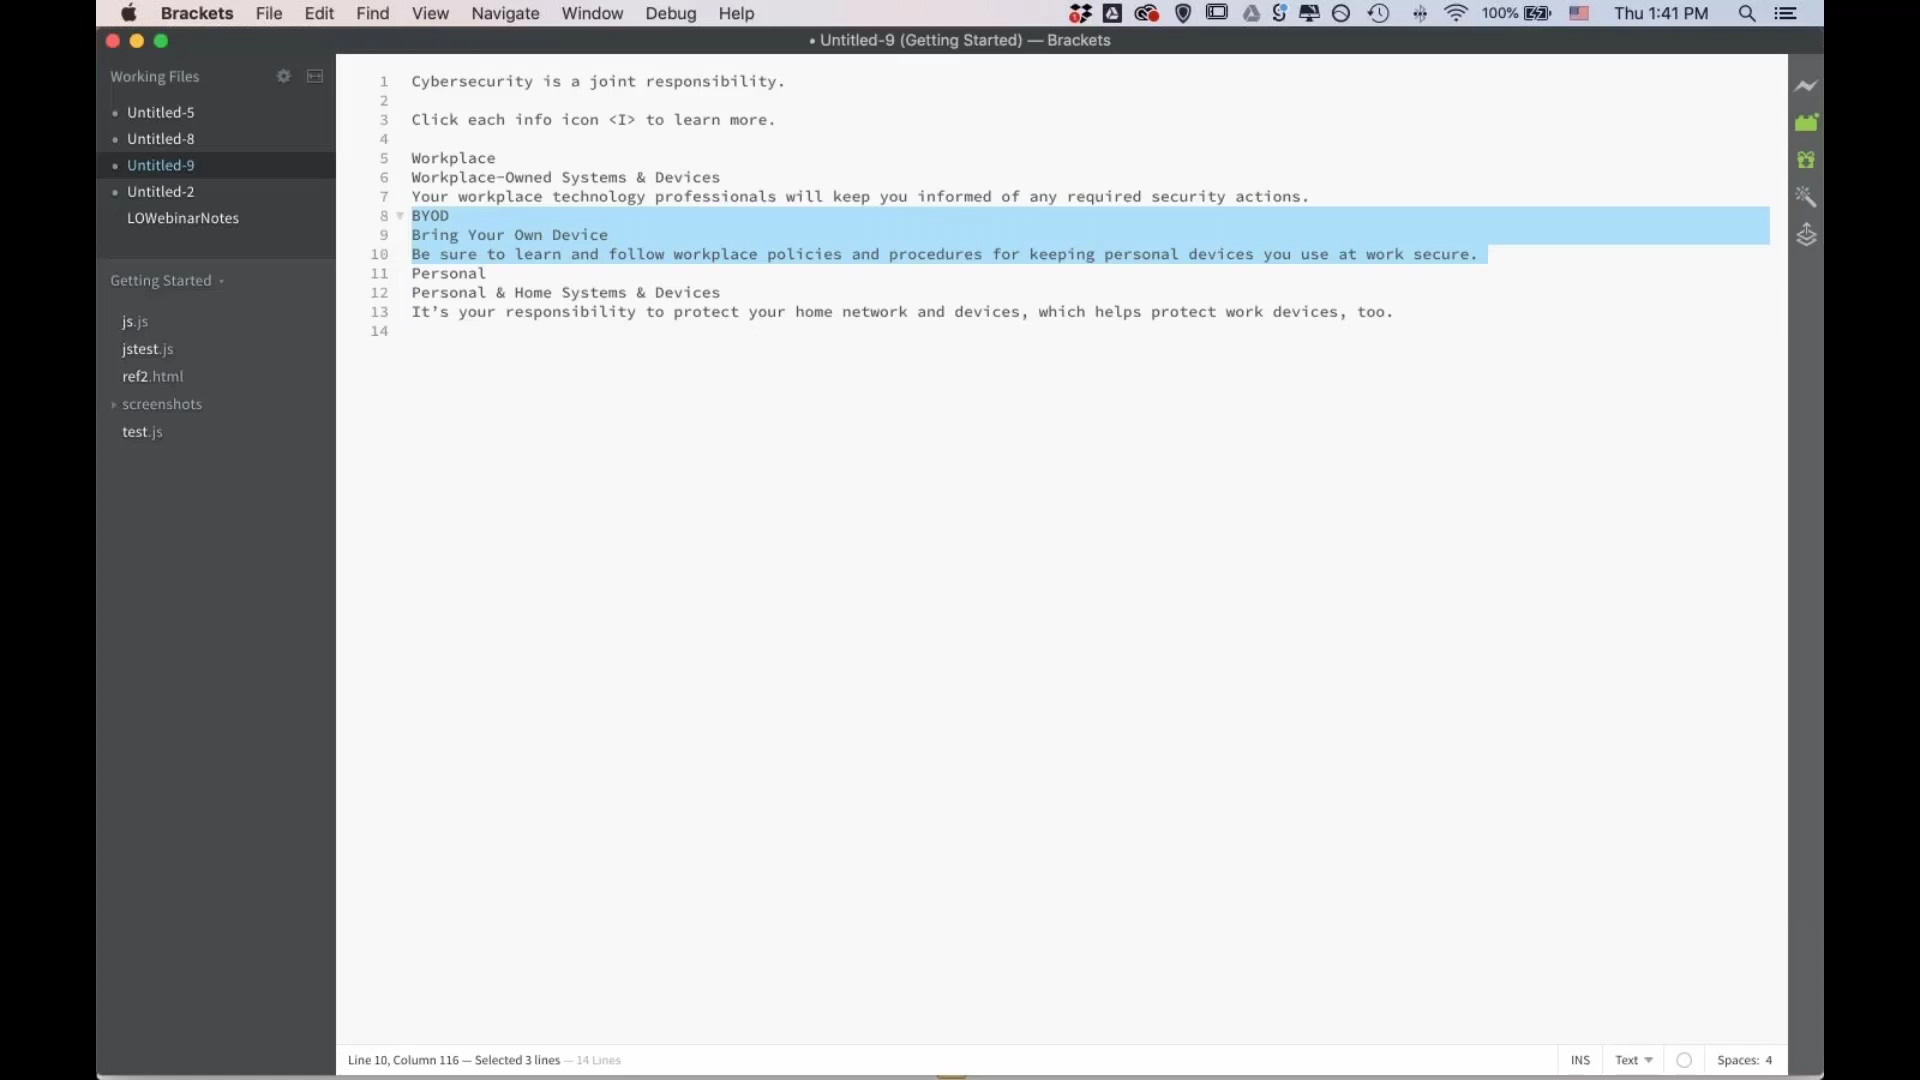 Brackets File Edit Find View Navigate Window Debug Help 100% Thu 1:41 PM
• Untitled-9 (Getting Started) — Brackets
Working Files
Untitled-5
Untitled-8
Untitled-9
Untitled-2
LOWebinarNotes
Getting Started
js.js
jstest.js
ref2.html
screenshots
test.js
1 Cybersecurity is a joint responsibility.
2
3 Click each info icon <I> to learn more.
4
5 Workplace
6 Workplace-Owned Systems & Devices
7 Your workplace technology professionals will keep you informed of any required security actions.
8 BYOD
9 Bring Your Own Device
10 Be sure to learn and follow workplace policies and procedures for keeping personal devices you use at work secure.
11 Personal
12 Personal & Home Systems & Devices
13 It’s your responsibility to protect your home network and devices, which helps protect work devices, too.
14
Line 10, Column 116 — Selected 3 lines — 14 Lines INS Text Spaces: 4